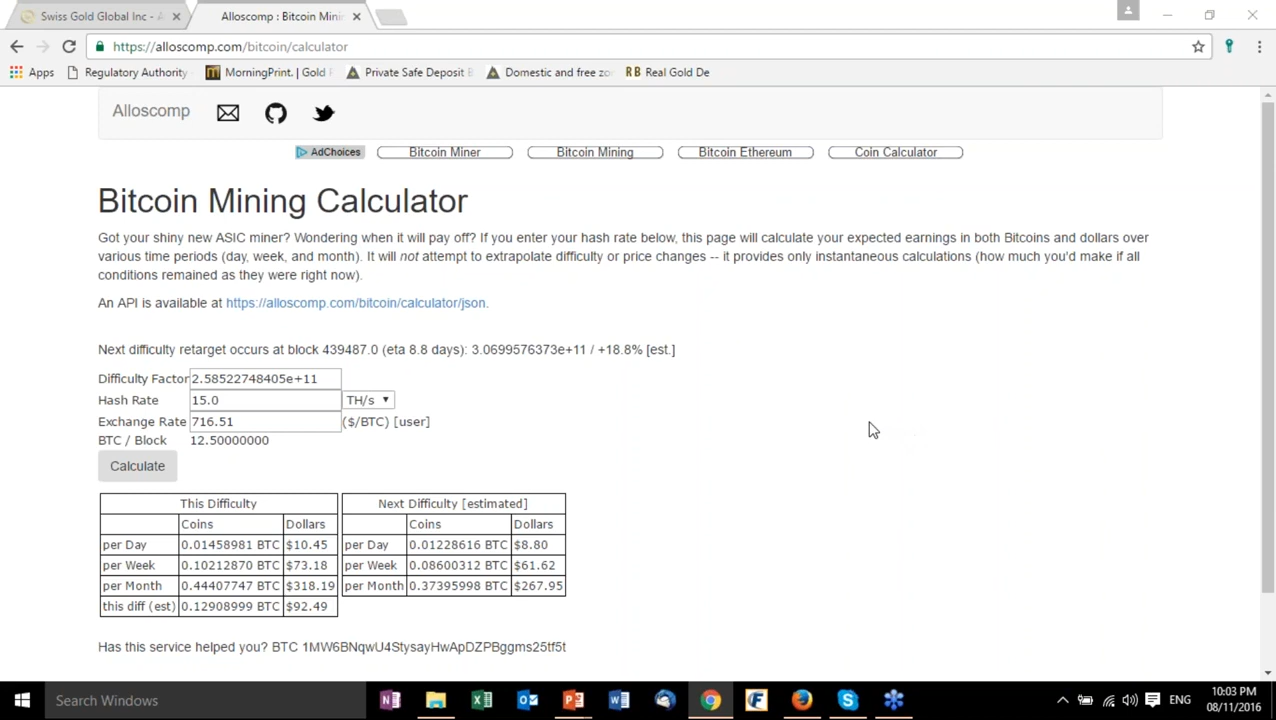 Swiss Gold Global Inc - A
Alloscomp : Bitcoin Minin
https://alloscomp.com/bitcoin/calculator
Apps Regulatory Authority MorningPrint. | Gold Private Safe Deposit Domestic and free zo RB Real Gold De
Alloscomp
AdChoices Bitcoin Miner Bitcoin Mining Bitcoin Ethereum Coin Calculator
Bitcoin Mining Calculator
Got your shiny new ASIC miner? Wondering when it will pay off? If you enter your hash rate below, this page will calculate your expected earnings in both Bitcoins and dollars over
various time periods (day, week, and month). It will not attempt to extrapolate difficulty or price changes -- it provides only instantaneous calculations (how much you'd make if all
conditions remained as they were right now).
An API is available at https://alloscomp.com/bitcoin/calculator/json.
Next difficulty retarget occurs at block 439487.0 (eta 8.8 days): 3.0699576373e+11 / +18.8% [est.]
Difficulty Factor 2.58522748405e+11
Hash Rate 15.0 TH/s
Exchange Rate 716.51 ($/BTC) [user]
BTC / Block 12.50000000
Calculate
This Difficulty Next Difficulty [estimated]
Coins Dollars Coins Dollars
per Day 0.01458981 BTC $10.45 per Day 0.01228616 BTC $8.80
per Week 0.10212870 BTC $73.18 per Week 0.08600312 BTC $61.62
per Month 0.44407747 BTC $318.19 per Month 0.37395998 BTC $267.95
this diff (est) 0.12908999 BTC $92.49
Has this service helped you? BTC 1MW6BNqwU4StysayHwApDZPBggms25tf5t
Search Windows ENG 10:03 PM
08/11/2016